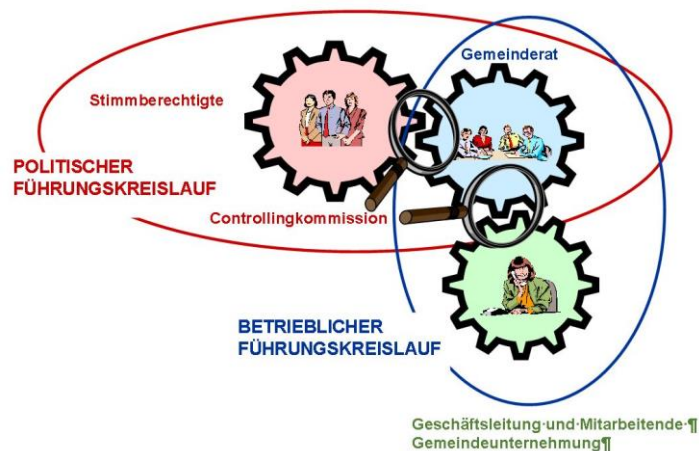 Gemeinderat
Stimmberechtigte
POLITISCHER
FÜHRUNGSKREISLAUF
Controllingkommission
BETRIEBLICHER
FÜHRUNGSKREISLAUF
Geschäftsleitung·und·Mitarbeitende·¶
Gemeindeunternehmung¶